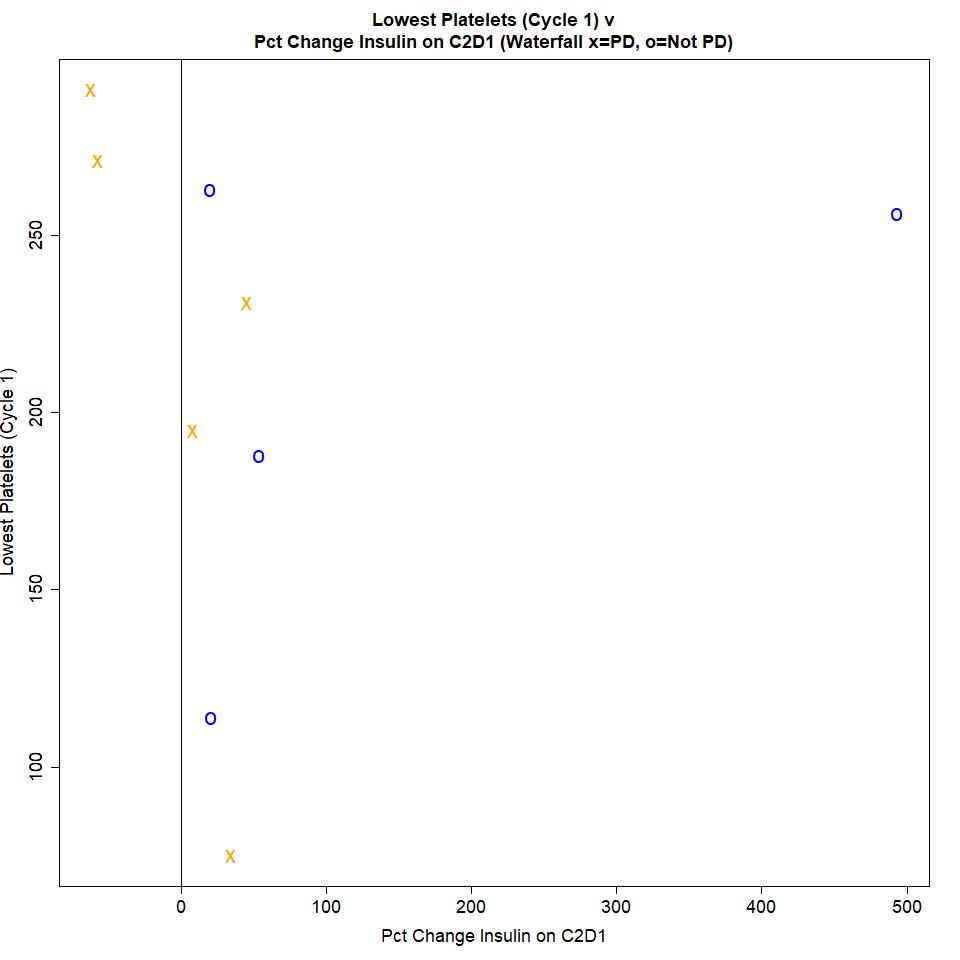 Lowest Platelets (Cycle 1) v
Pct Change Insulin on C2D1 (Waterfall x=PD, o=Not PD)
X
X
O
O
X
X
O
O
X
Lowest Platelets (Cycle 1)
250
200
150
100
0 100 200 300 400 500
Pct Change Insulin on C2D1